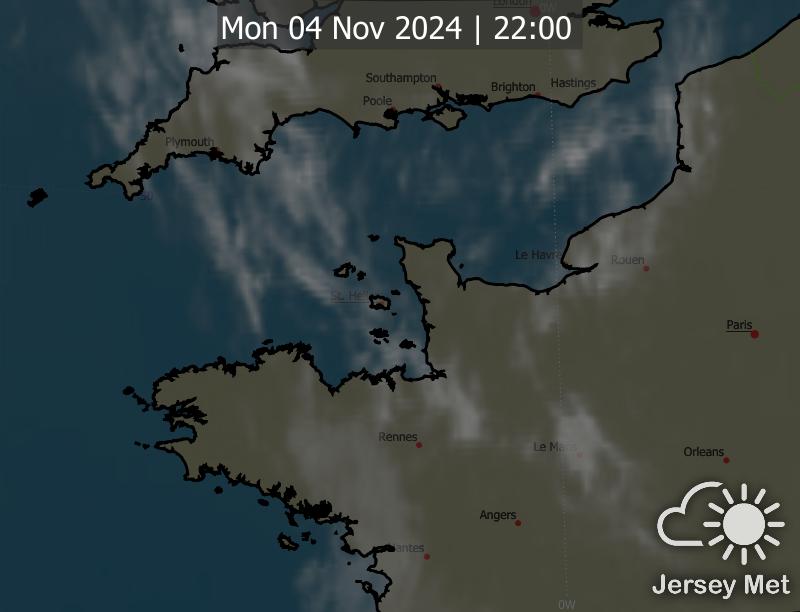 London
0W
Mon 04 Nov 2024 | 22:00
Southampton
Brighton
Hastings
Poole
Plymouth
Le Havre
Rouen
St. Heli
Paris
Rennes
Le Mans
Orleans
Angers
Nantes
Jersey Met
0W